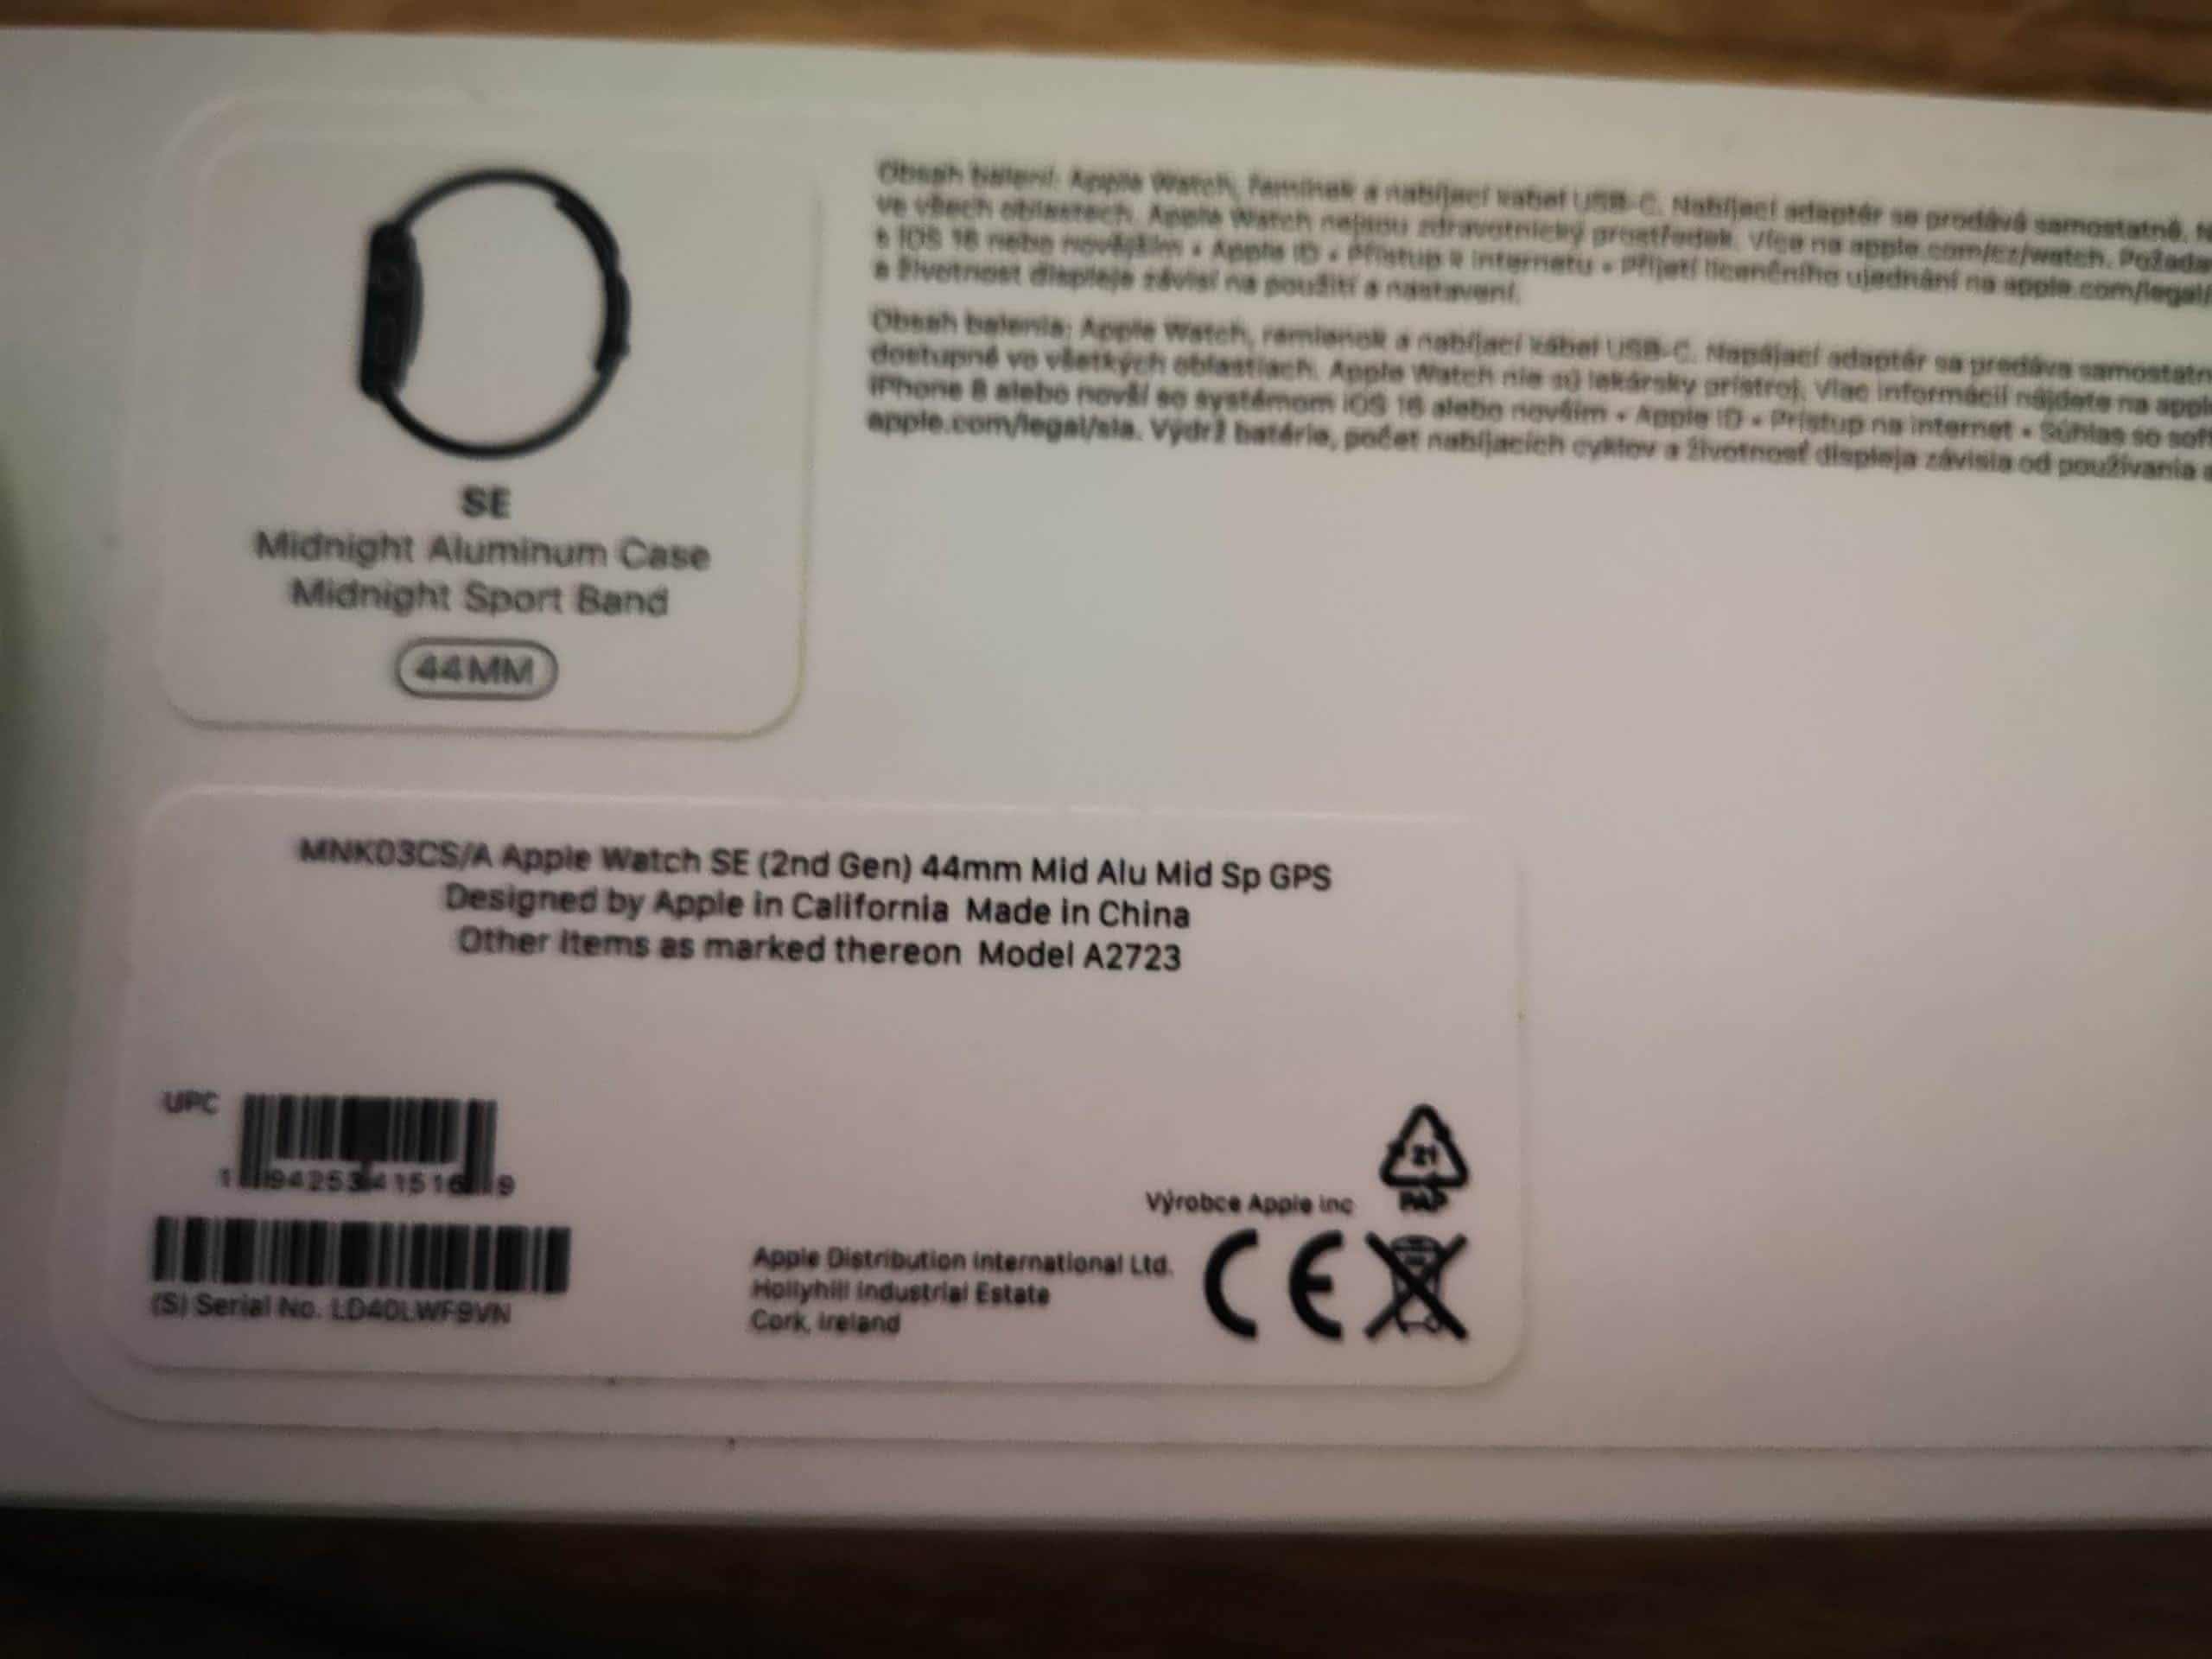 SE
Midnight Aluminum Case
Midnight Sport Band
44MM
Obsah balení: Apple Watch, řemínek a nabíjecí kabel USB-C. Nabíjecí adaptér se prodává samostatně.
ve všech oblastech. Apple Watch nejsou zdravotnický prostředek. Více na apple.com/cz/watch.
s iOS 16 nebo novějším • Apple ID • Přístup k internetu • Přijetí licenčního ujednání na apple.com/legal/
a životnost displeje závisí na použití a nastavení.
Obsah balenia: Apple Watch, remienok a nabíjací kábel USB-C. Napájací adaptér sa predáva
dostupné vo všetkých oblastiach. Apple Watch nie sú lekársky prístroj. Viac informácií nájdete na
iPhone 8 alebo novší so systémom iOS 16 alebo novším • Apple ID • Prístup na internet • Súhlas so
apple.com/legal/sla. Výdrž batérie, počet nabíjacích cyklov a životnosť displeja závisia od používania
MNK03CS/A Apple Watch SE (2nd Gen) 44mm Mid Alu Mid Sp GPS
Designed by Apple in California Made in China
Other items as marked thereon Model A2723
UPC
1 94253 41516 9
(S) Serial No. LD40LWF9VN
Výrobce Apple Inc
21
PAP
Apple Distribution International Ltd.
Hollyhill Industrial Estate
Cork, Ireland
CE